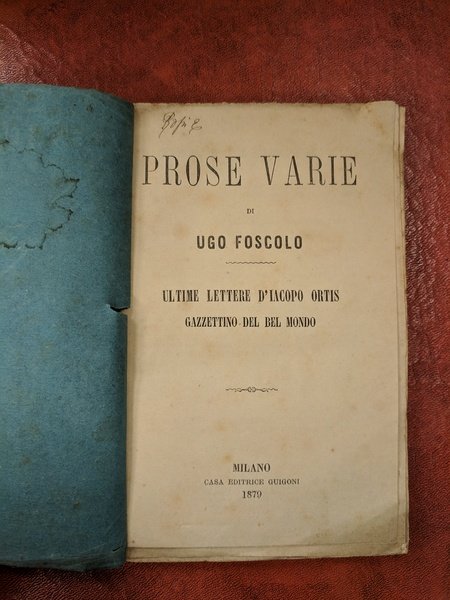 PROSE VARIE
DI
UGO FOSCOLO
ULTIME LETTERE D'IACOPO ORTIS
GAZZETTINO DEL BEL MONDO
MILANO
CASA EDITRICE GUIGONI
1879